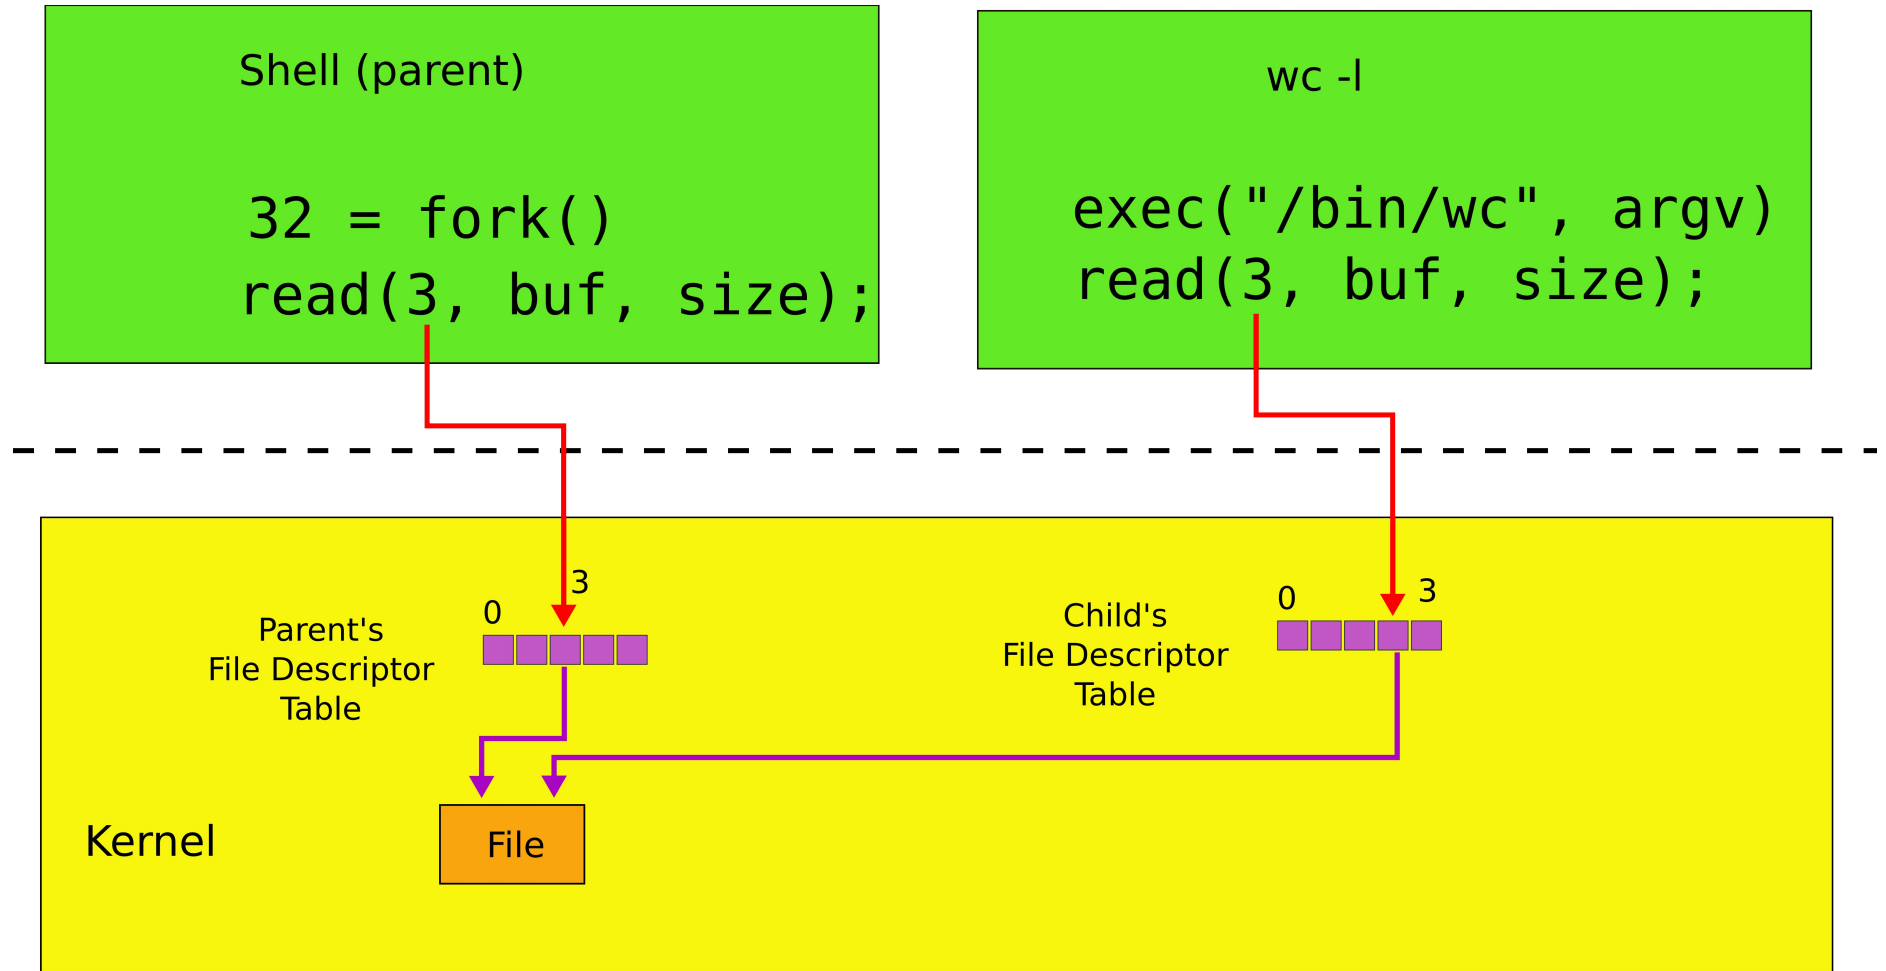 Shell (parent)
32 = fork()
read(3, buf, size);
wc -l
exec("/bin/wc", argv)
read(3, buf, size);
0
3
Parent's
File Descriptor
Table
0
3
Child's
File Descriptor
Table
Kernel
File